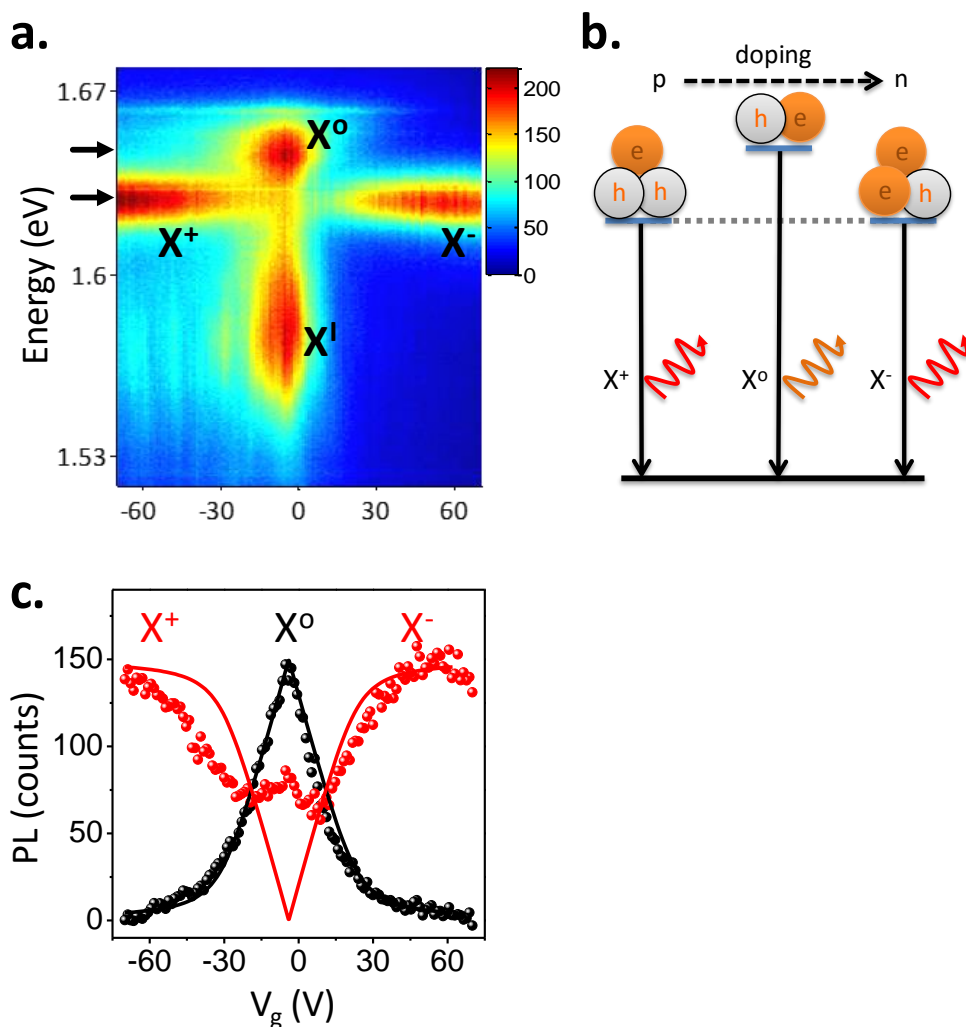 a.
1.67
1.6
1.53
Energy (eV)
-60 -30 0 30 60
200
150
100
50
0
Xᵒ
X⁺
X⁻
Xᴵ
b.
doping
p
n
h e
e
h h
e
e h
X⁺
Xᵒ
X⁻
c.
X⁺ Xᵒ X⁻
150
100
50
0
PL (counts)
-60 -30 0 30 60
V_g (V)